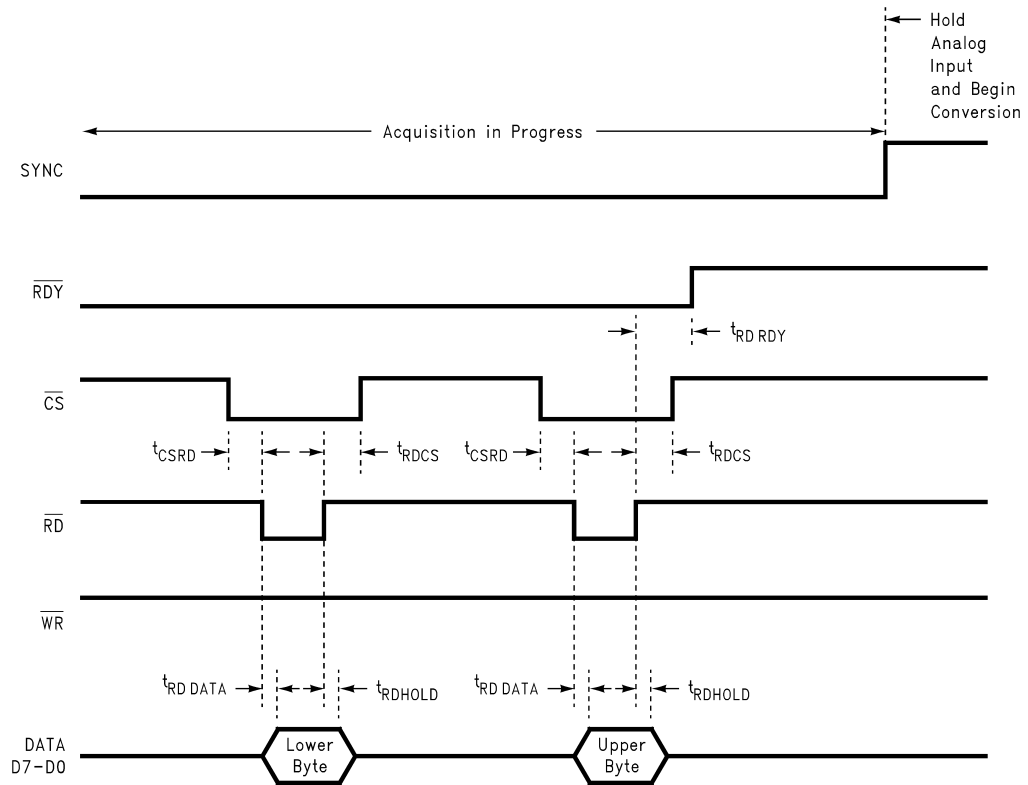 Hold
Analog
Input
and Begin
Conversion
Acquisition in Progress
SYNC
RDY
tRD RDY
CS
tCSRD
tRDCS
tCSRD
tRDCS
RD
WR
tRD DATA
tRDHOLD
tRD DATA
tRDHOLD
DATA
D7-D0
Lower
Byte
Upper
Byte